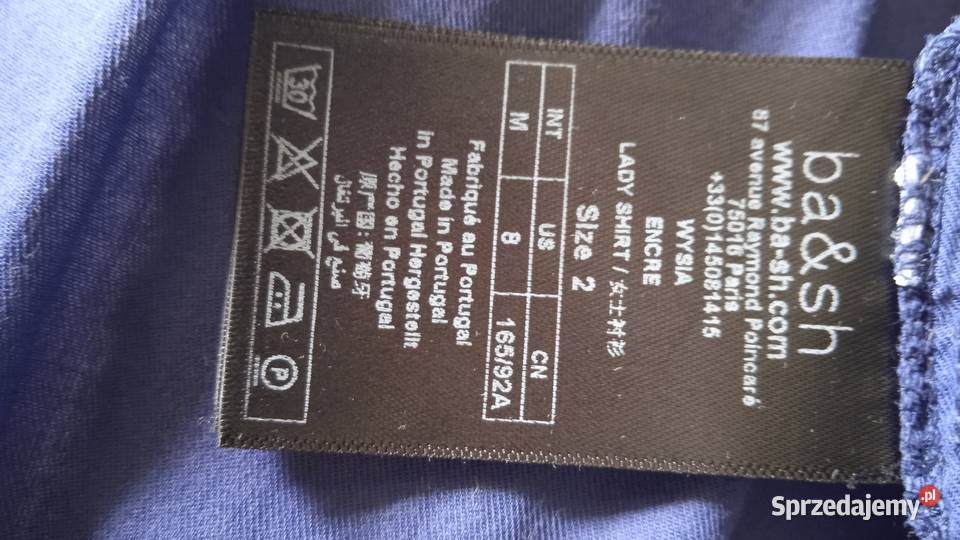 ba&sh
www.ba-sh.com
87 avenue Raymond Poincaré
75016 Paris
+33(0)145081415
WYSIA
ENCRE
LADY SHIRT / 女士衬衫
Size 2
INT US CN
M 8 165/92A
Fabriqué au Portugal
Made in Portugal
in Portugal Hergestellt
Hecho en Portugal
原产国：葡萄牙
صنع في البرتغال
30
P
Sprzedajemy.pl